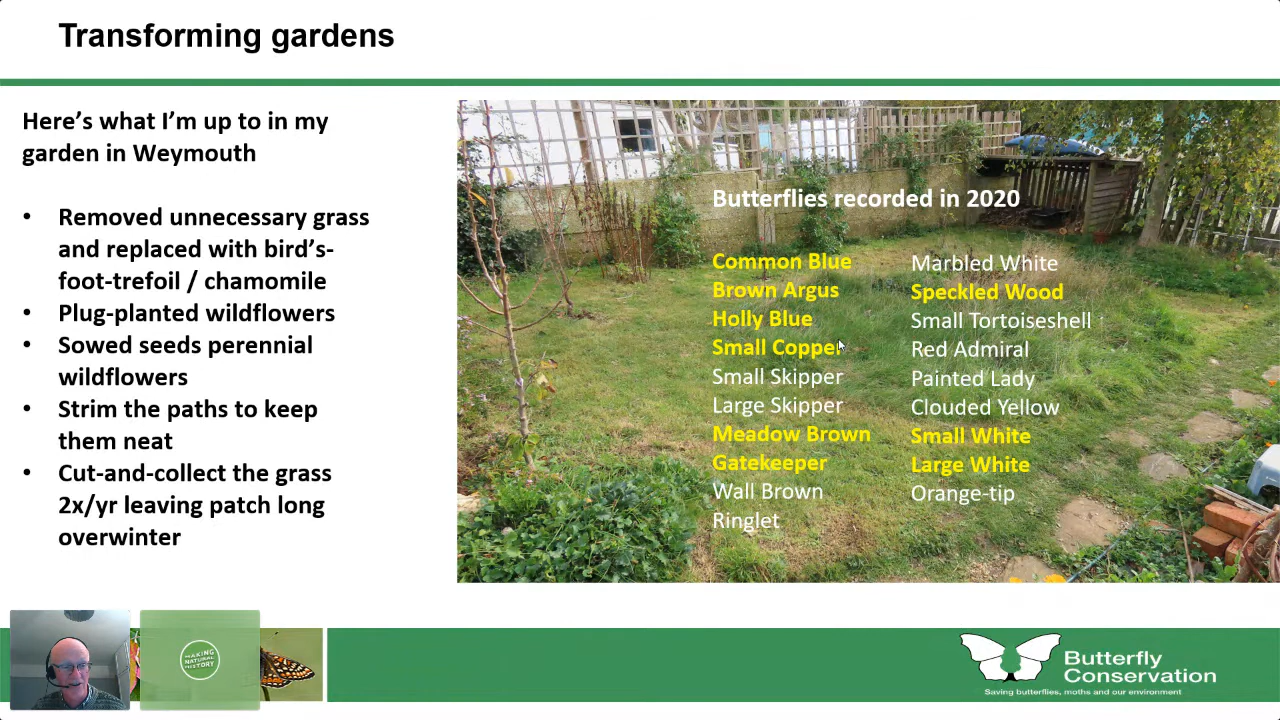 Transforming gardens
Here's what I'm up to in my
garden in Weymouth
• Removed unnecessary grass
and replaced with bird's-
foot-trefoil / chamomile
• Plug-planted wildflowers
• Sowed seeds perennial
wildflowers
• Strim the paths to keep
them neat
• Cut-and-collect the grass
2x/yr leaving patch long
overwinter
Butterflies recorded in 2020
Common Blue
Brown Argus
Holly Blue
Small Copper
Small Skipper
Large Skipper
Meadow Brown
Gatekeeper
Wall Brown
Ringlet
Marbled White
Speckled Wood
Small Tortoiseshell
Red Admiral
Painted Lady
Clouded Yellow
Small White
Large White
Orange-tip
MAKING
NATURAL
HISTORY
Butterfly
Conservation
Saving butterflies, moths and our environment